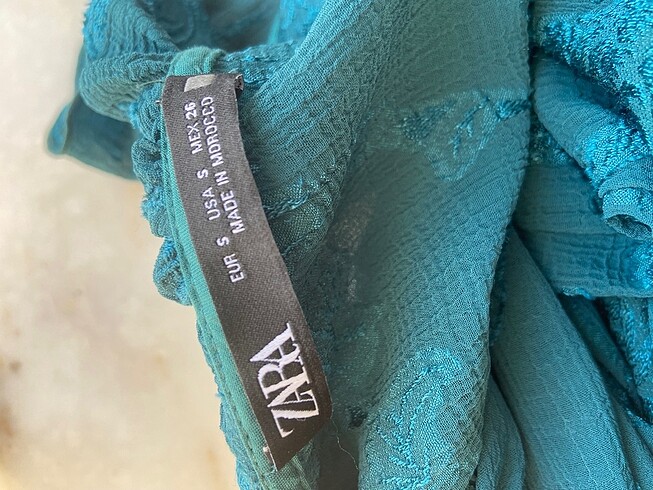 ZARA
EUR S USA S MEX 26
MADE IN MOROCCO